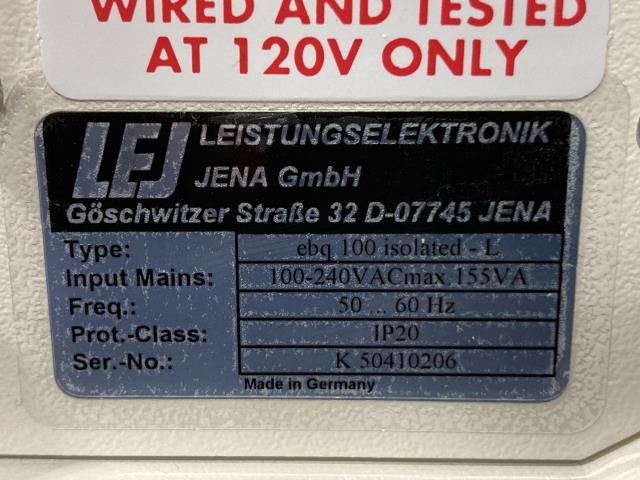 WIRED AND TESTED
AT 120V ONLY
LEJ LEISTUNGSELEKTRONIK
JENA GmbH
Göschwitzer Straße 32 D-07745 JENA
Type: ebq 100 isolated - L
Input Mains: 100-240VACmax.155VA
Freq.: 50 ... 60 Hz
Prot.-Class: IP20
Ser.-No.: K 50410206
Made in Germany